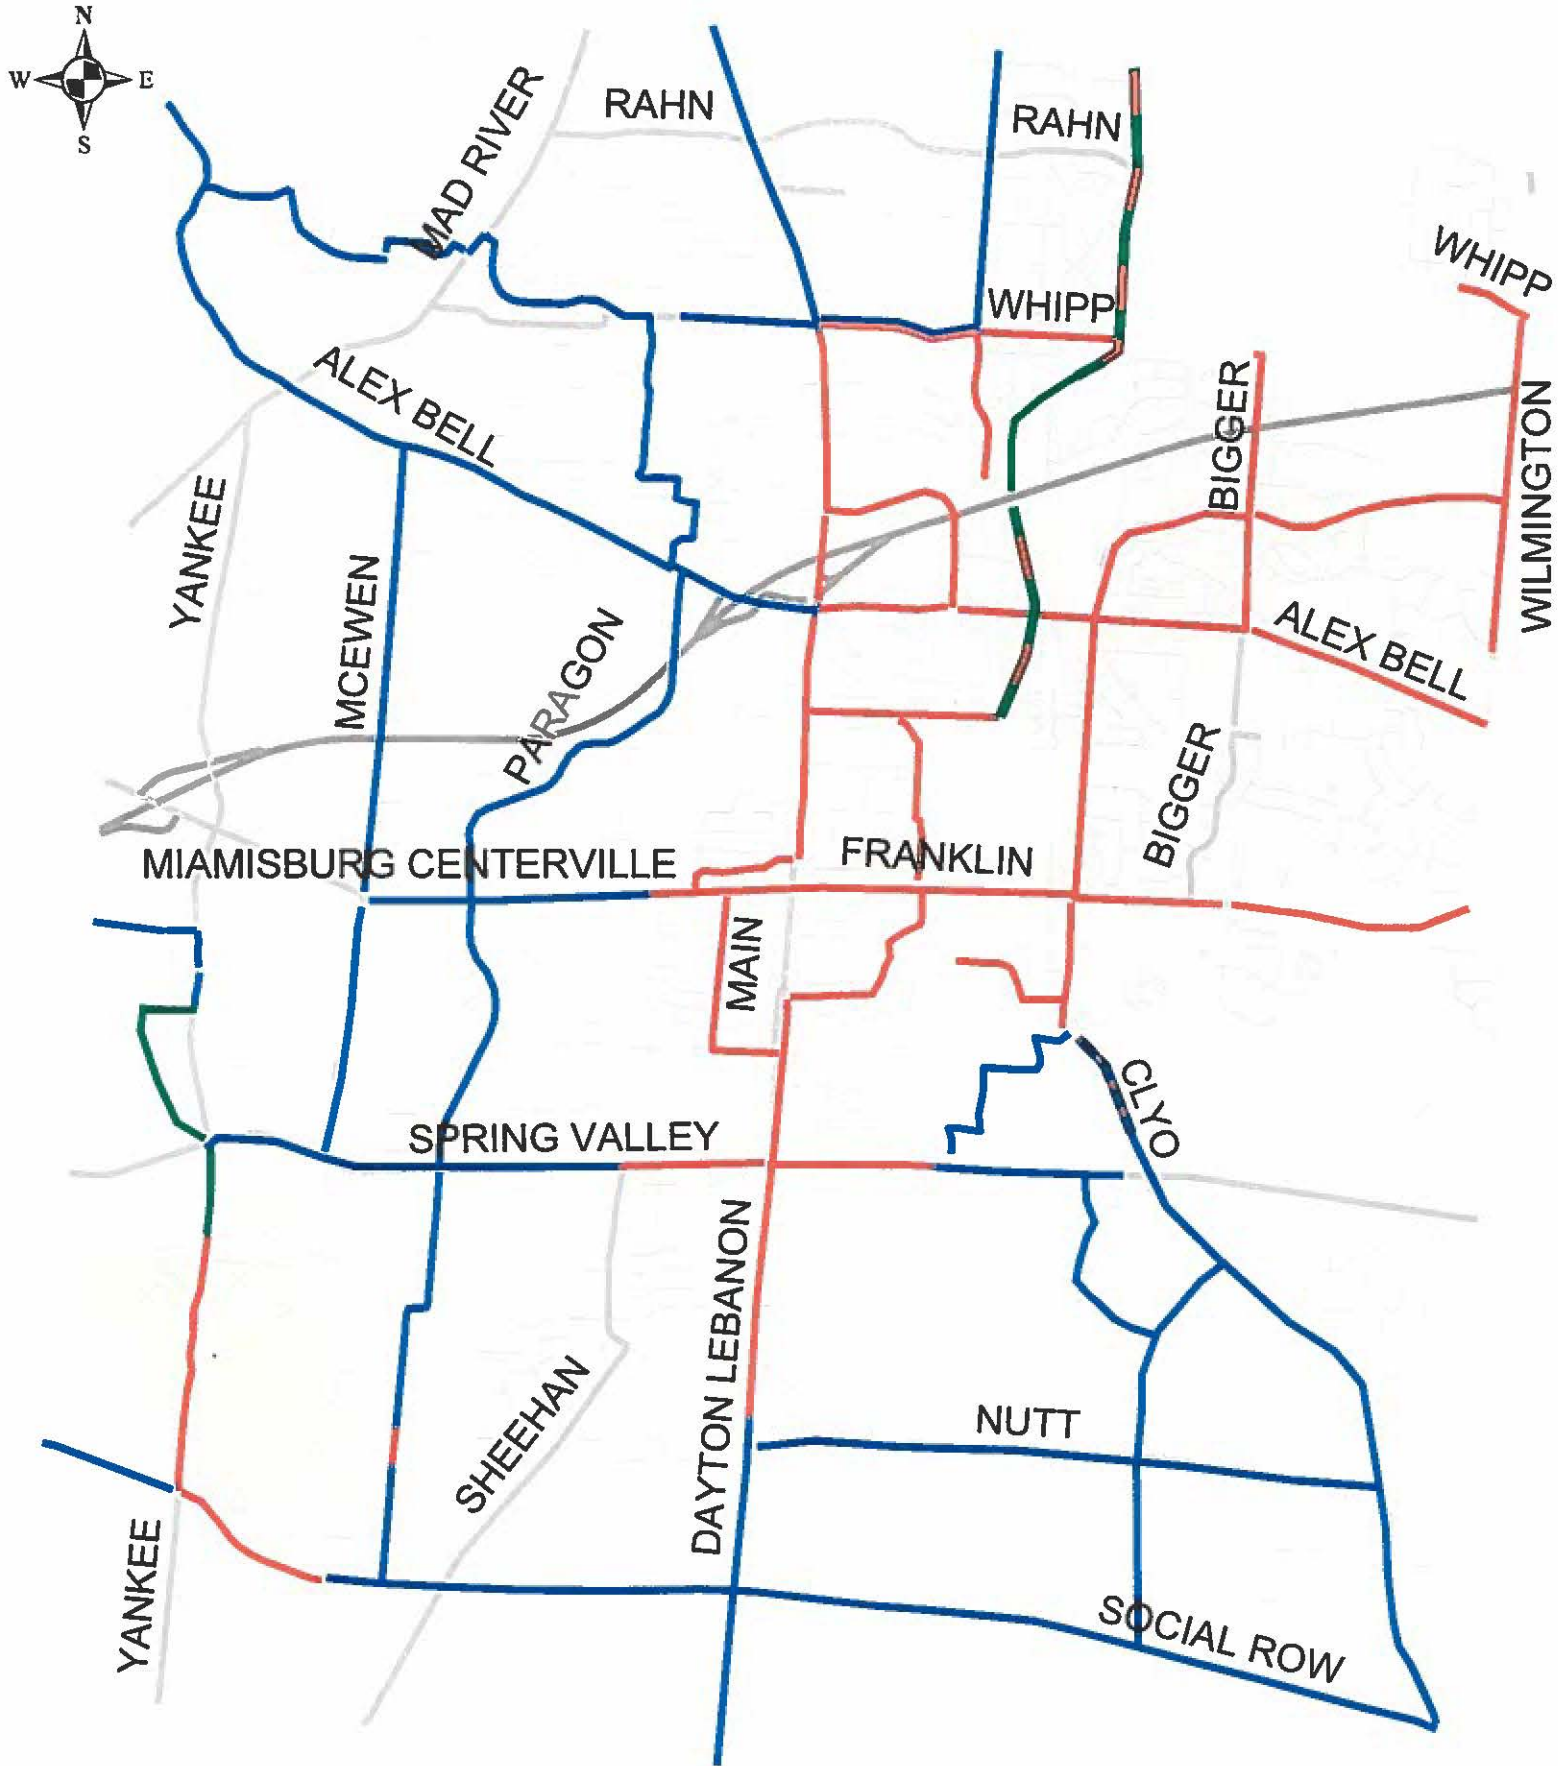 N
W E
S
MAD RIVER
RAHN
RAHN
WHIPP
WHIPP
ALEX BELL
BIGGER
WILMINGTON
YANKEE
MCEWEN
PARAGON
ALEX BELL
BIGGER
MIAMISBURG CENTERVILLE
FRANKLIN
MAIN
CLYO
SPRING VALLEY
DAYTON LEBANON
SHEEHAN
NUTT
YANKEE
SOCIAL ROW